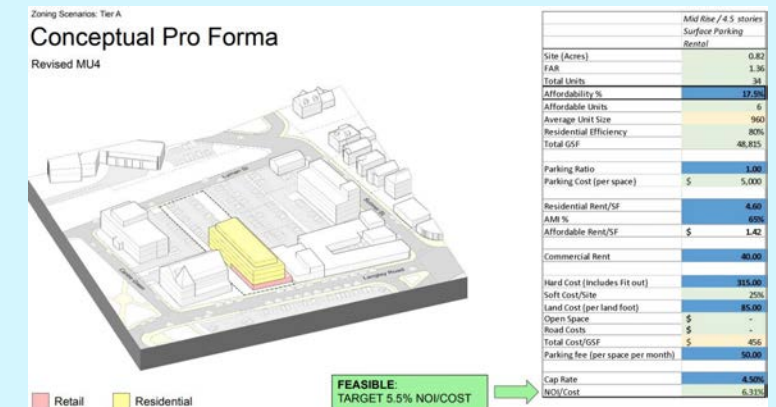 Zoning Scenarios: Tier A
Conceptual Pro Forma
Revised MU4
Mid Rise / 4.5 stories
Surface Parking
Rental
Site (Acres) 0.82
FAR 1.36
Total Units 34
Affordability % 17.5%
Affordable Units 6
Average Unit Size 960
Residential Efficiency 80%
Total GSF 48,815
Parking Ratio 1.00
Parking Cost (per space) $ 5,000
Residential Rent/SF 4.60
AMI % 65%
Affordable Rent/SF $ 1.42
Commercial Rent 40.00
Hard Cost (Includes Fit out) 315.00
Soft Cost/Site 25%
Land Cost (per land foot) 85.00
Open Space $ -
Road Costs $ -
Total Cost/GSF $ 456
Parking fee (per space per month) 50.00
Cap Rate 4.50%
NOI/Cost 6.31%
Langley Road
Retail
Residential
FEASIBLE:
TARGET 5.5% NOI/COST